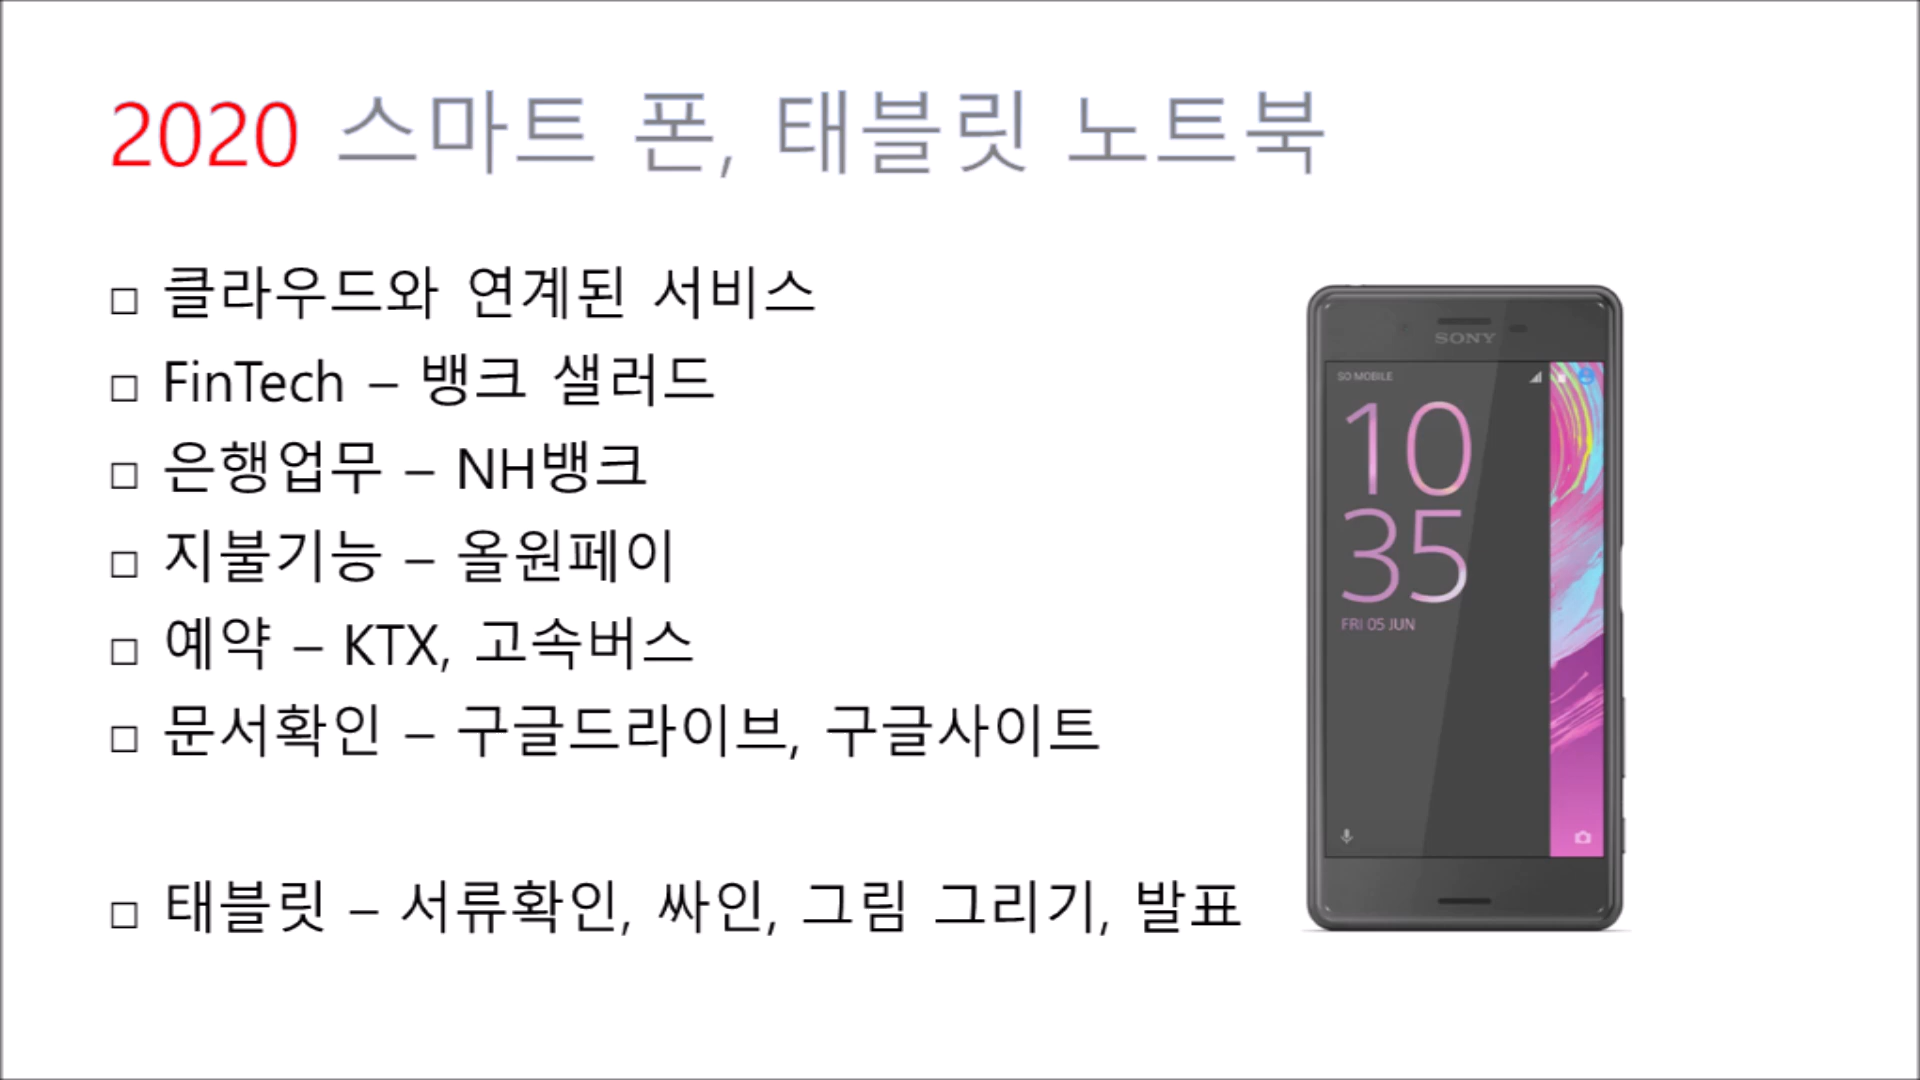 2020 스마트 폰, 태블릿 노트북
□ 클라우드와 연계된 서비스
□ FinTech – 뱅크 샐러드
□ 은행업무 – NH뱅크
□ 지불기능 – 올원페이
□ 예약 – KTX, 고속버스
□ 문서확인 – 구글드라이브, 구글사이트
□ 태블릿 – 서류확인, 싸인, 그림 그리기, 발표
SONY
SO MOBILE
10
35
FRI 05 JUN